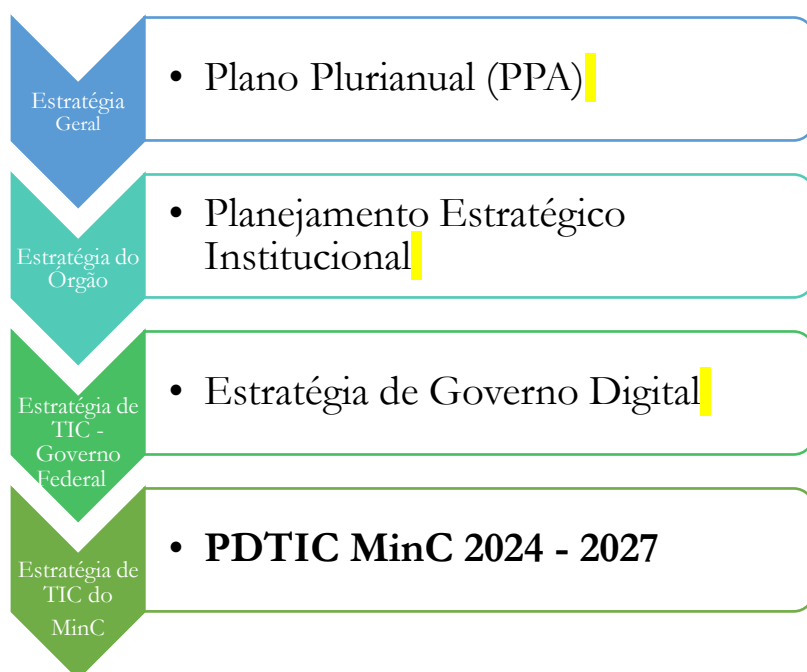 Estratégia
Geral
• Plano Plurianual (PPA)
Estratégia do
Órgão
• Planejamento Estratégico
Institucional
Estratégia de
TIC -
Governo
Federal
• Estratégia de Governo Digital
Estratégia de
TIC do
MinC
• PDTIC MinC 2024 - 2027